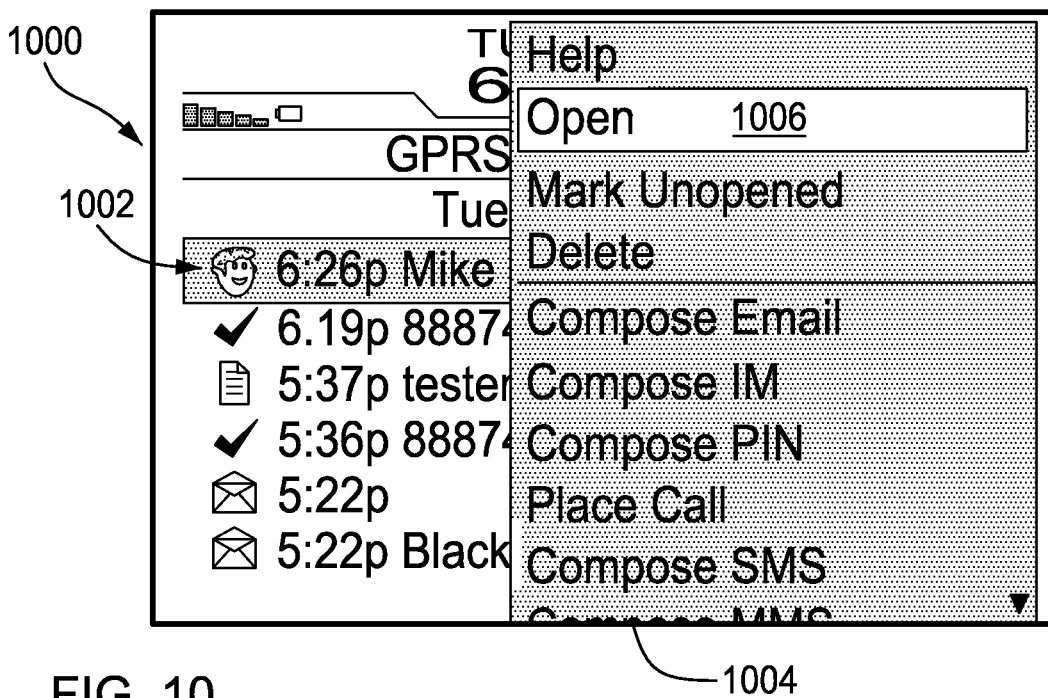 1000
TU
6
GPRS
Tue
1002
6:26p Mike
6.19p 88874
5:37p tester
5:36p 88874
5:22p
5:22p Black
Help
Open 1006
Mark Unopened
Delete
Compose Email
Compose IM
Compose PIN
Place Call
Compose SMS
Compose MMS
1004
FIG. 10